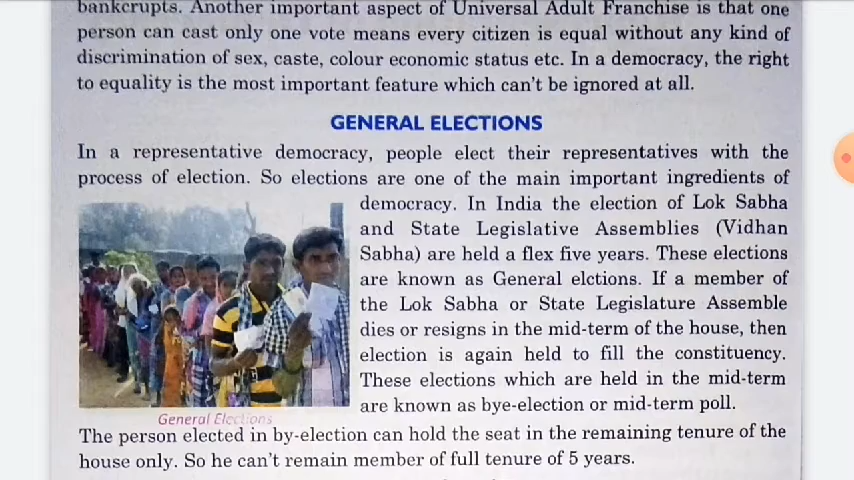 bankcrupts. Another important aspect of Universal Adult Franchise is that one
person can cast only one vote means every citizen is equal without any kind of
discrimination of sex, caste, colour economic status etc. In a democracy, the right
to equality is the most important feature which can't be ignored at all.
GENERAL ELECTIONS
In a representative democracy, people elect their representatives with the
process of election. So elections are one of the main important ingredients of
democracy. In India the election of Lok Sabha
and State Legislative Assemblies (Vidhan
Sabha) are held a flex five years. These elections
are known as General elctions. If a member of
the Lok Sabha or State Legislature Assemble
dies or resigns in the mid-term of the house, then
election is again held to fill the constituency.
These elections which are held in the mid-term
are known as bye-election or mid-term poll.
General Elections
The person elected in by-election can hold the seat in the remaining tenure of the
house only. So he can't remain member of full tenure of 5 years.